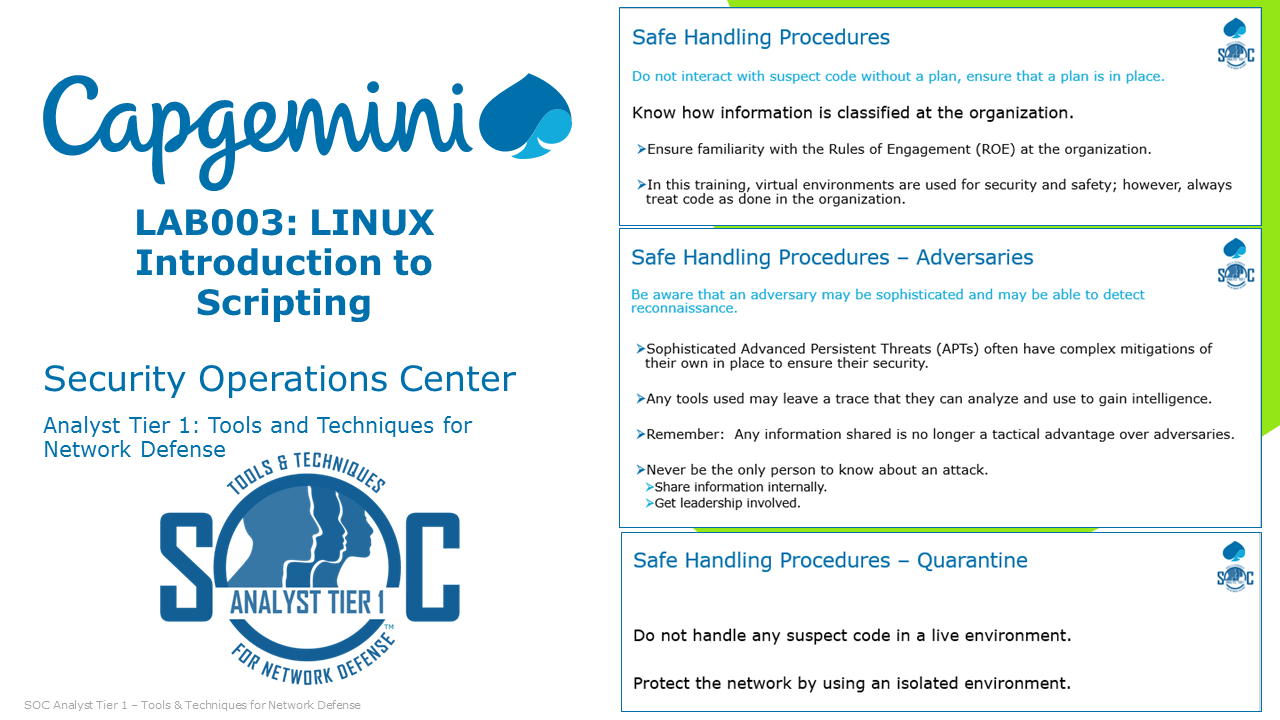 Capgemini
LAB003: LINUX
Introduction to
Scripting
Security Operations Center
Analyst Tier 1: Tools and Techniques for
Network Defense
TOOLS & TECHNIQUES
SOC
ANALYST TIER 1
FOR NETWORK DEFENSE™
SOC Analyst Tier 1 – Tools & Techniques for Network Defense
Safe Handling Procedures
Do not interact with suspect code without a plan, ensure that a plan is in place.
Know how information is classified at the organization.
➢Ensure familiarity with the Rules of Engagement (ROE) at the organization.
➢In this training, virtual environments are used for security and safety; however, always
treat code as done in the organization.
Safe Handling Procedures – Adversaries
Be aware that an adversary may be sophisticated and may be able to detect
reconnaissance.
➢Sophisticated Advanced Persistent Threats (APTs) often have complex mitigations of
their own in place to ensure their security.
➢Any tools used may leave a trace that they can analyze and use to gain intelligence.
➢Remember:  Any information shared is no longer a tactical advantage over adversaries.
➢Never be the only person to know about an attack.
➢Share information internally.
➢Get leadership involved.
Safe Handling Procedures – Quarantine
Do not handle any suspect code in a live environment.
Protect the network by using an isolated environment.